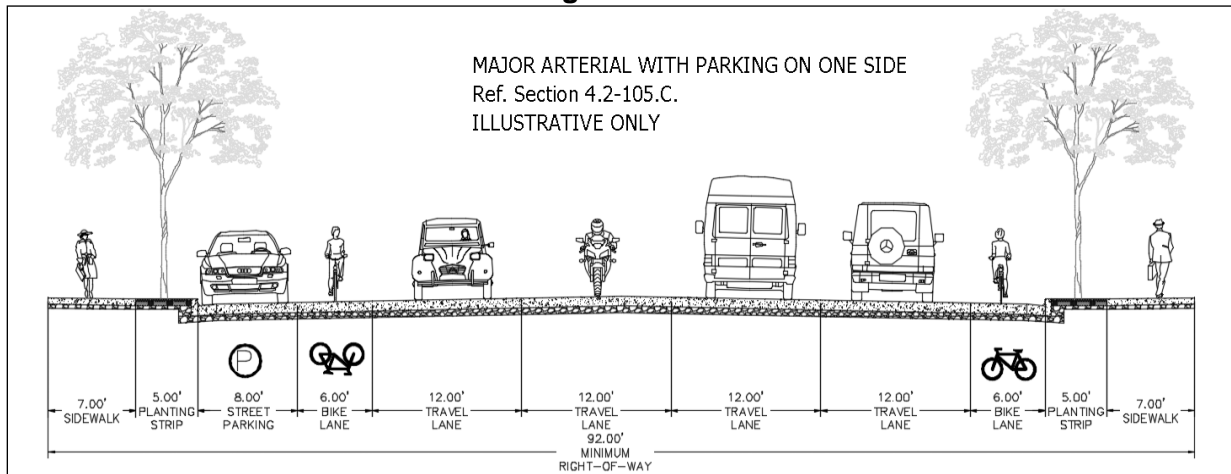 MAJOR ARTERIAL WITH PARKING ON ONE SIDE
Ref. Section 4.2-105.C.
ILLUSTRATIVE ONLY
P
7.00'
SIDEWALK
5.00'
PLANTING
STRIP
8.00'
STREET
PARKING
6.00'
BIKE
LANE
12.00'
TRAVEL
LANE
12.00'
TRAVEL
LANE
12.00'
TRAVEL
LANE
12.00'
TRAVEL
LANE
6.00'
BIKE
LANE
5.00'
PLANTING
STRIP
7.00'
SIDEWALK
92.00'
MINIMUM
RIGHT-OF-WAY